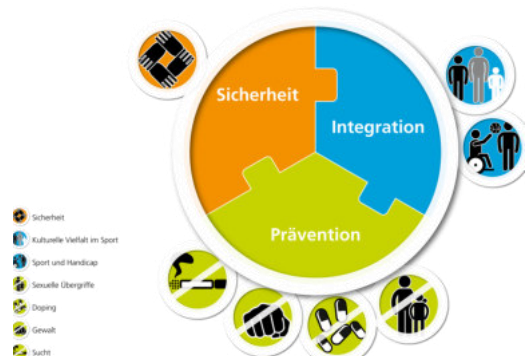 Sicherheit
Integration
Prävention
Sicherheit
Kulturelle Vielfalt im Sport
Sport und Handicap
Sexuelle Übergriffe
Doping
Gewalt
Sucht